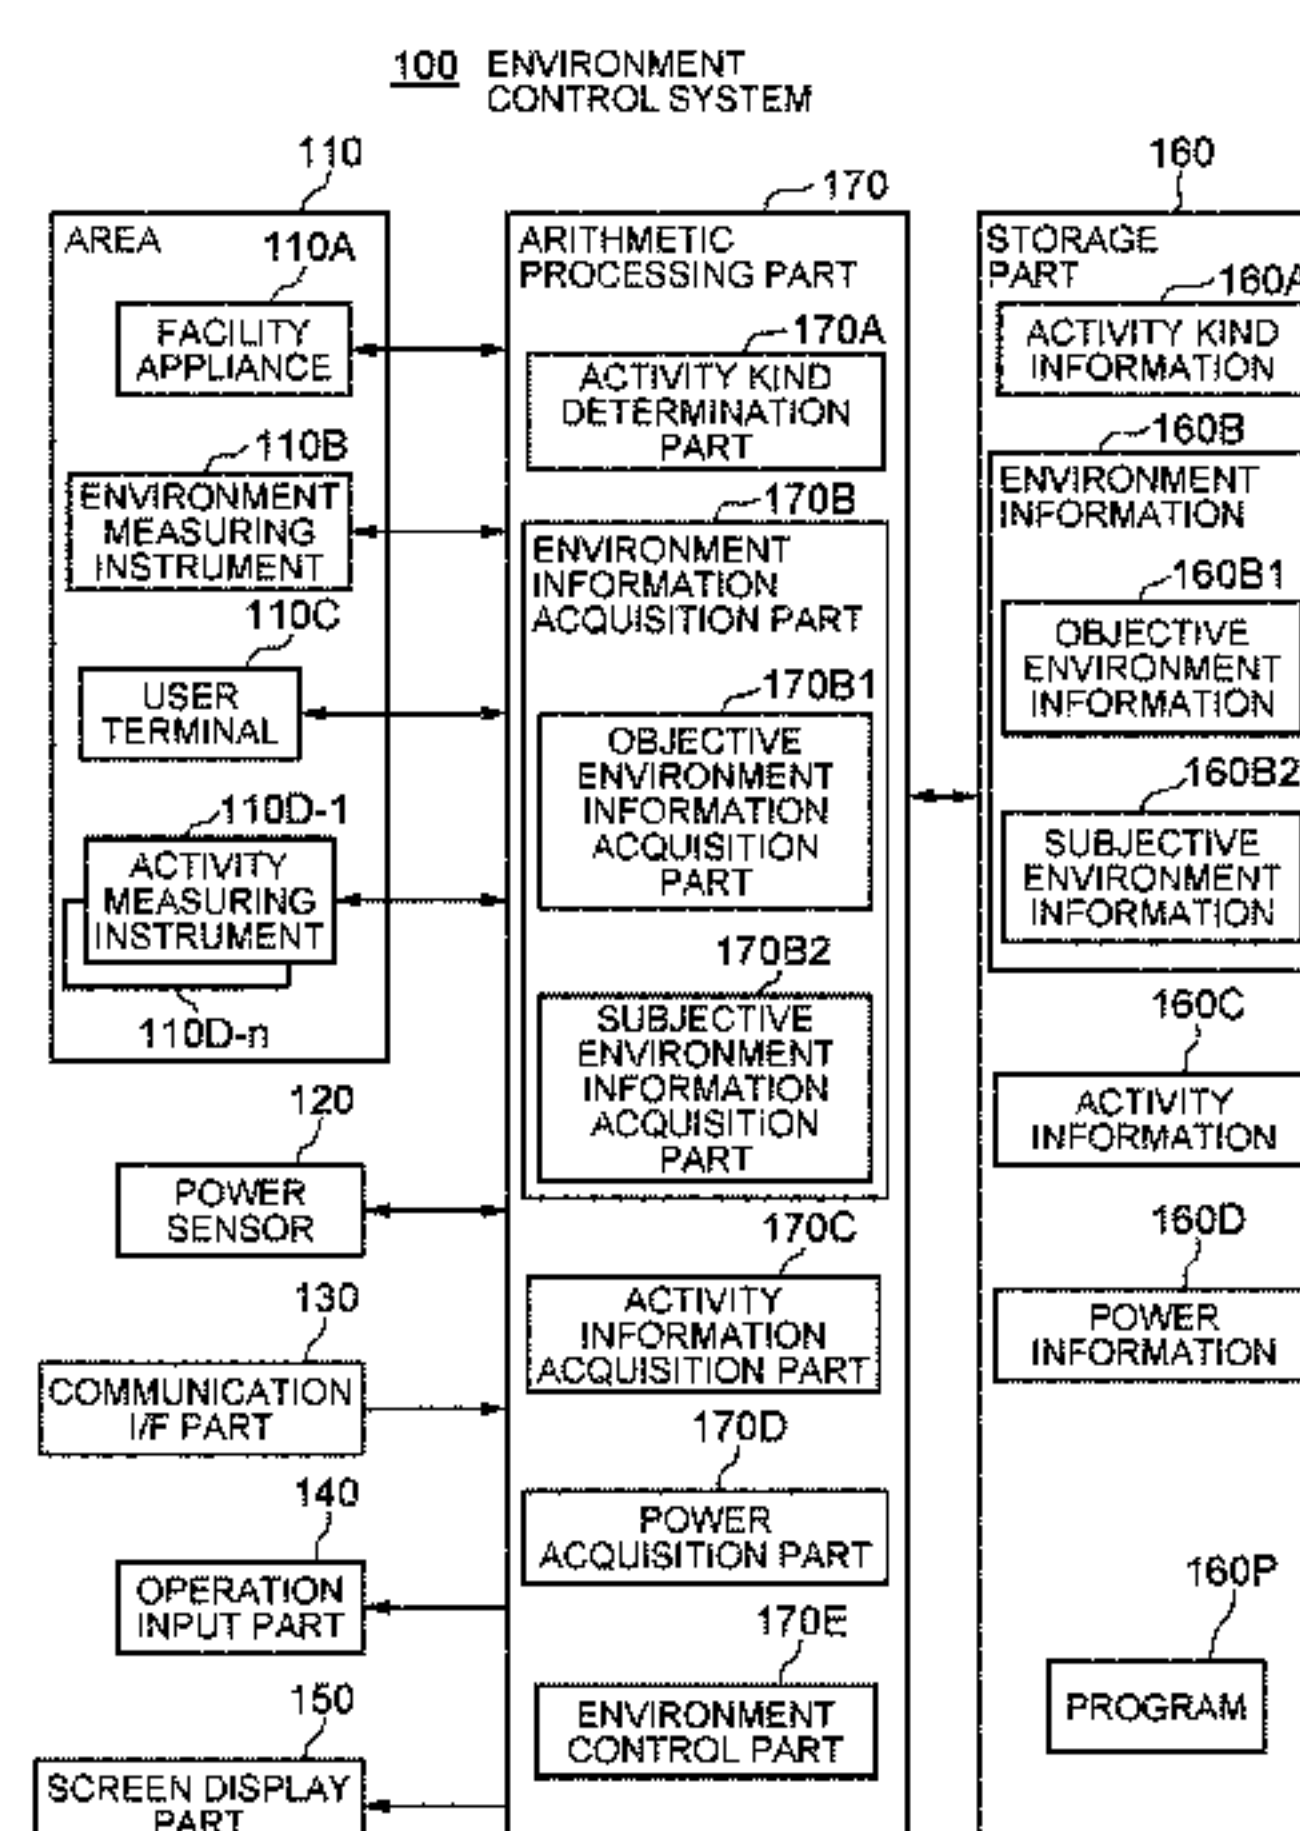 100 ENVIRONMENT
CONTROL SYSTEM
110
AREA
110A
FACILITY
APPLIANCE
110B
ENVIRONMENT
MEASURING
INSTRUMENT
110C
USER
TERMINAL
110D-1
ACTIVITY
MEASURING
INSTRUMENT
110D-n
120
POWER
SENSOR
130
COMMUNICATION
I/F PART
140
OPERATION
INPUT PART
150
SCREEN DISPLAY
PART
170
ARITHMETIC
PROCESSING PART
170A
ACTIVITY KIND
DETERMINATION
PART
170B
ENVIRONMENT
INFORMATION
ACQUISITION PART
170B1
OBJECTIVE
ENVIRONMENT
INFORMATION
ACQUISITION
PART
170B2
SUBJECTIVE
ENVIRONMENT
INFORMATION
ACQUISITION
PART
170C
ACTIVITY
INFORMATION
ACQUISITION PART
170D
POWER
ACQUISITION PART
170E
ENVIRONMENT
CONTROL PART
160
STORAGE
PART
160A
ACTIVITY KIND
INFORMATION
160B
ENVIRONMENT
INFORMATION
160B1
OBJECTIVE
ENVIRONMENT
INFORMATION
160B2
SUBJECTIVE
ENVIRONMENT
INFORMATION
160C
ACTIVITY
INFORMATION
160D
POWER
INFORMATION
160P
PROGRAM